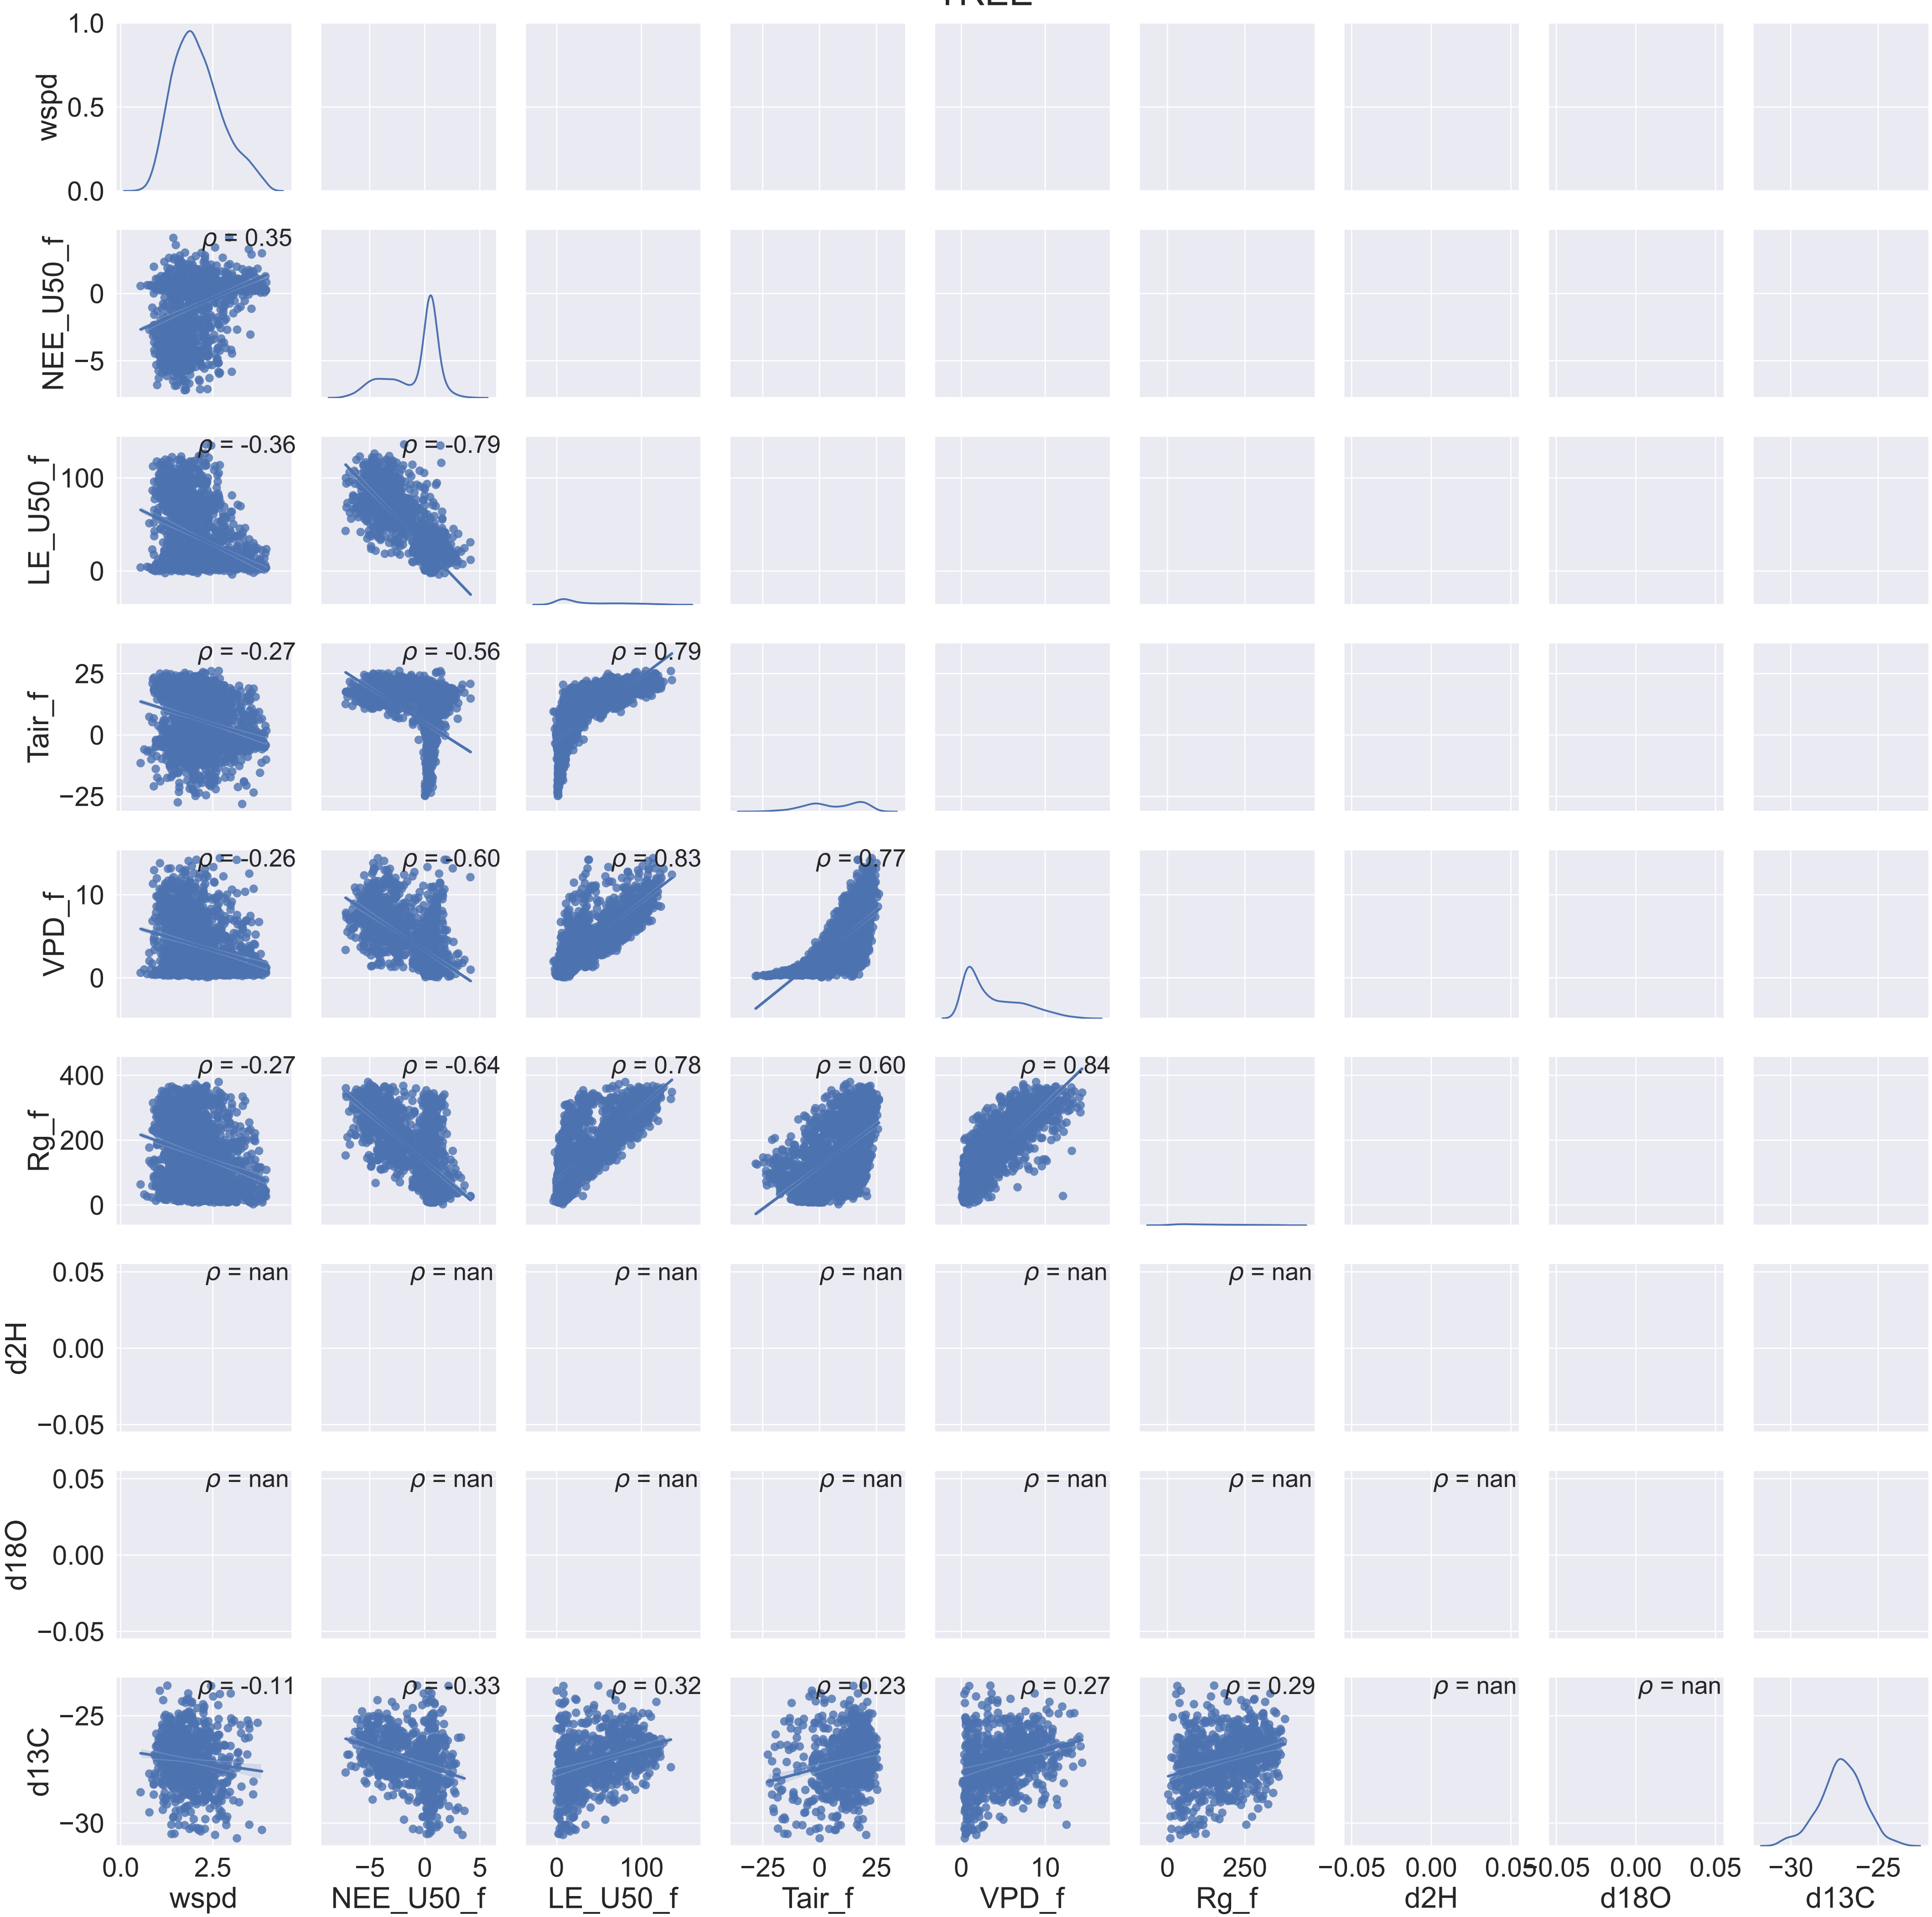 TREE
1.0
0.5
0.0
wspd
ρ = 0.35
0
−5
NEE_U50_f
ρ = -0.36
ρ = -0.79
100
0
LE_U50_f
ρ = -0.27
ρ = -0.56
ρ = 0.79
25
0
−25
Tair_f
ρ = -0.26
ρ = -0.60
ρ = 0.83
ρ = 0.77
10
0
VPD_f
ρ = -0.27
ρ = -0.64
ρ = 0.78
ρ = 0.60
ρ = 0.84
400
200
0
Rg_f
ρ = nan
ρ = nan
ρ = nan
ρ = nan
ρ = nan
ρ = nan
0.05
0.00
−0.05
d2H
ρ = nan
ρ = nan
ρ = nan
ρ = nan
ρ = nan
ρ = nan
ρ = nan
0.05
0.00
−0.05
d18O
ρ = -0.11
ρ = -0.33
ρ = 0.32
ρ = 0.23
ρ = 0.27
ρ = 0.29
ρ = nan
ρ = nan
−25
−30
d13C
0.0 2.5
−5 0 5
0 100
−25 0 25
0 10
0 250
−0.05 0.00 0.05
−0.05 0.00 0.05
−30 −25
wspd
NEE_U50_f
LE_U50_f
Tair_f
VPD_f
Rg_f
d2H
d18O
d13C